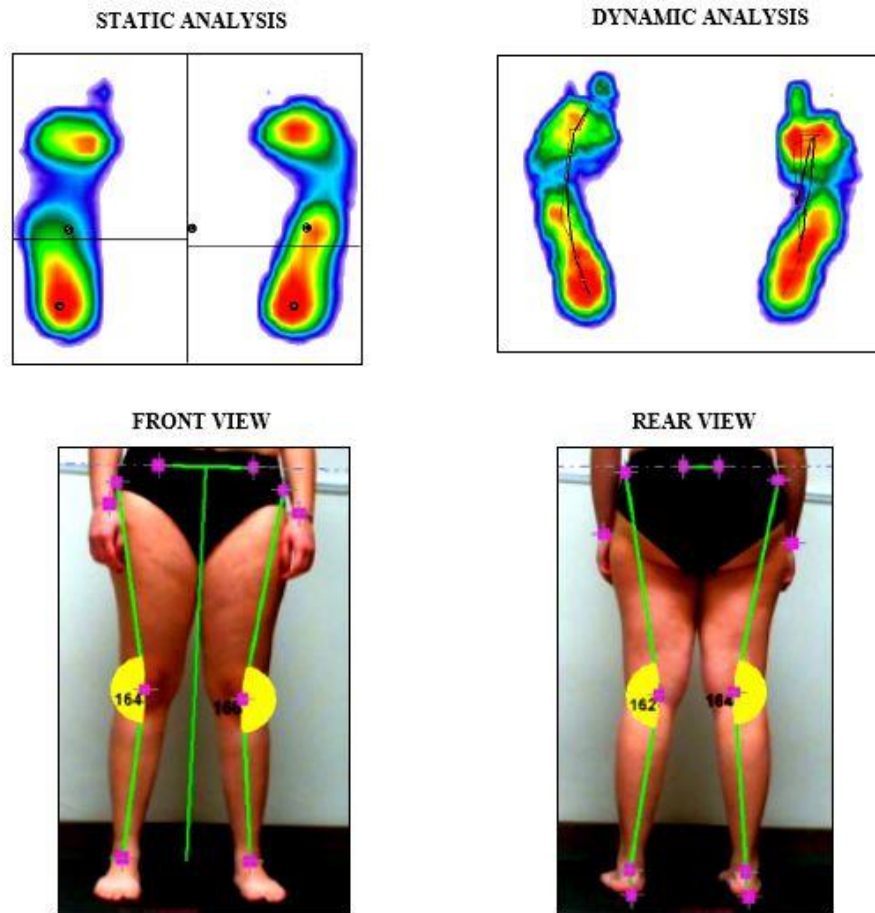 STATIC ANALYSIS
DYNAMIC ANALYSIS
FRONT VIEW
REAR VIEW
164
162
164